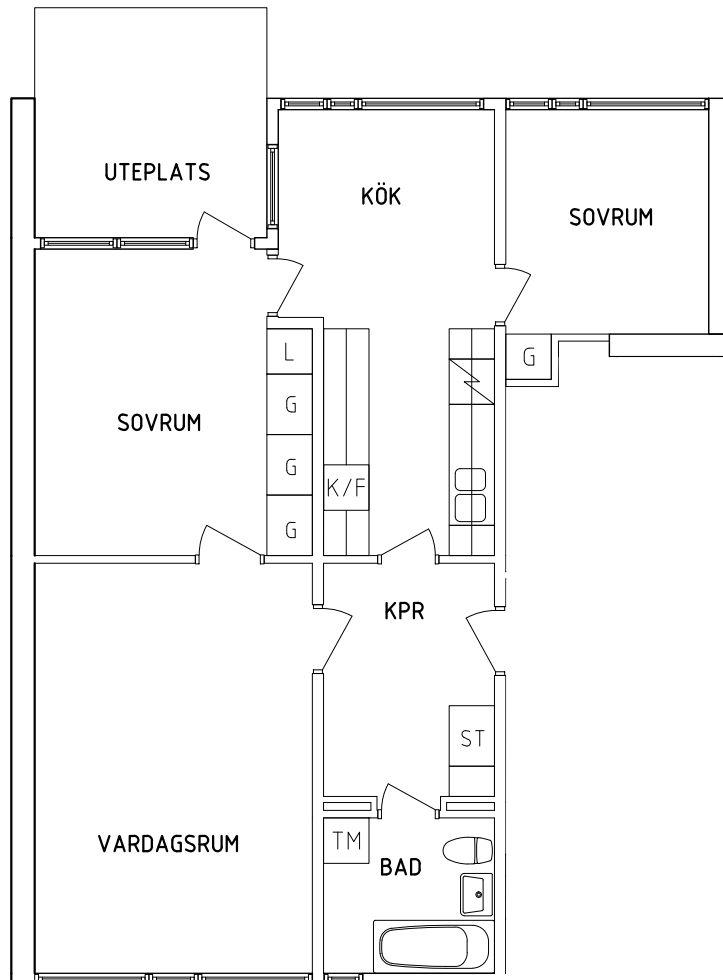 UTEPLATS
KÖK
SOVRUM
L
G
G
G
G
SOVRUM
K/F
KPR
ST
TM
VARDAGSRUM
BAD